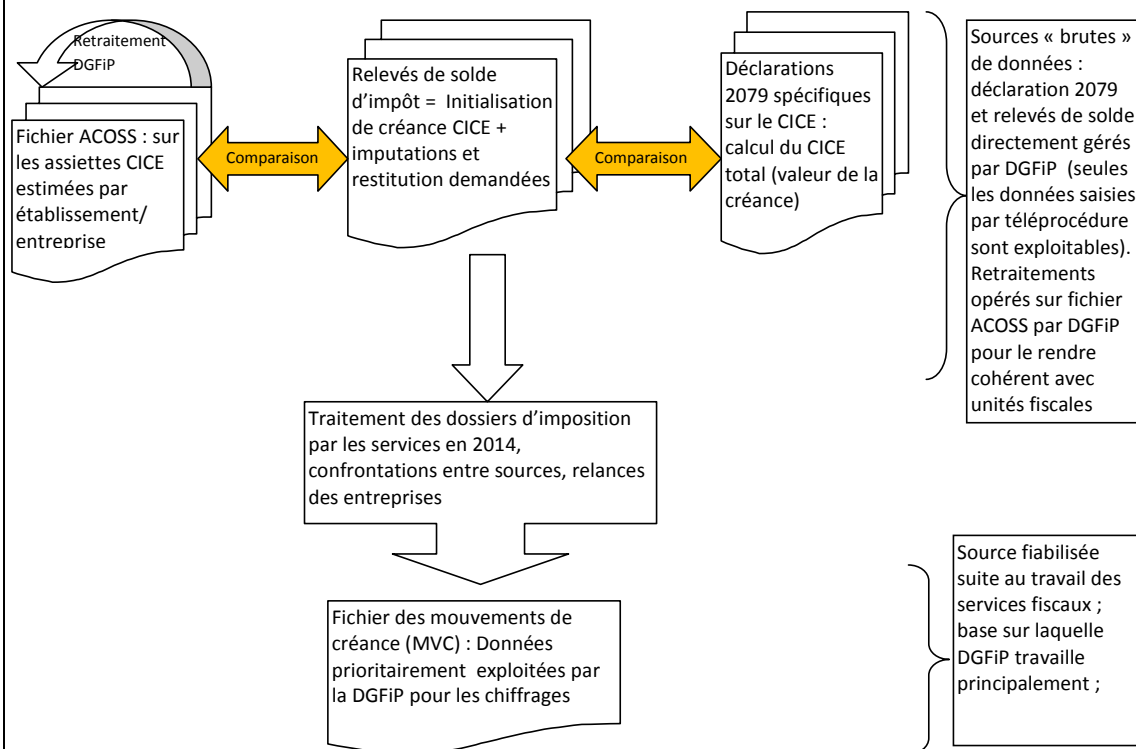 Retraitement
DGFiP
Fichier ACOSS : sur
les assiettes CICE
estimées par
établissement/
entreprise
Comparaison
Relevés de solde
d'impôt = Initialisation
de créance CICE +
imputations et
restitution demandées
Comparaison
Déclarations
2079 spécifiques
sur le CICE :
calcul du CICE
total (valeur de la
créance)
Sources « brutes »
de données :
déclaration 2079
et relevés de solde
directement gérés
par DGFiP (seules
les données saisies
par téléprocédure
sont exploitables).
Retraitements
opérés sur fichier
ACOSS par DGFiP
pour le rendre
cohérent avec
unités fiscales
Traitement des dossiers d'imposition
par les services en 2014,
confrontations entre sources, relances
des entreprises
Fichier des mouvements de
créance (MVC) : Données
prioritairement exploitées par
la DGFiP pour les chiffrages
Source fiabilisée
suite au travail des
services fiscaux ;
base sur laquelle
DGFiP travaille
principalement ;